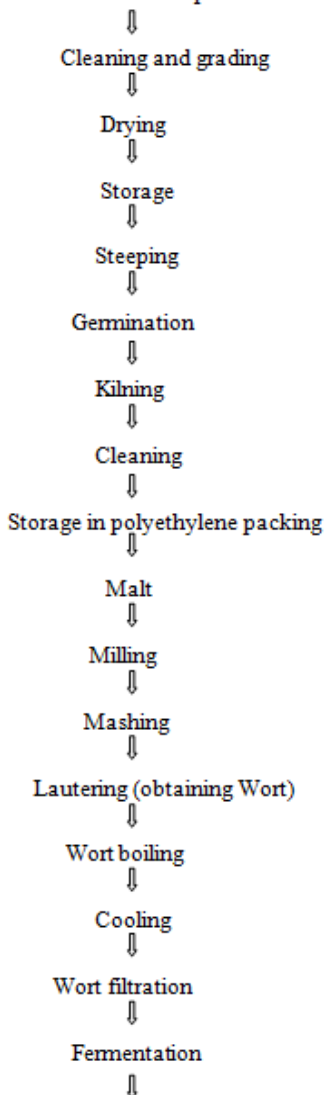 ⇩
Cleaning and grading
⇩
Drying
⇩
Storage
⇩
Steeping
⇩
Germination
⇩
Kilning
⇩
Cleaning
⇩
Storage in polyethylene packing
⇩
Malt
⇩
Milling
⇩
Mashing
⇩
Lautering (obtaining Wort)
⇩
Wort boiling
⇩
Cooling
⇩
Wort filtration
⇩
Fermentation
⇩